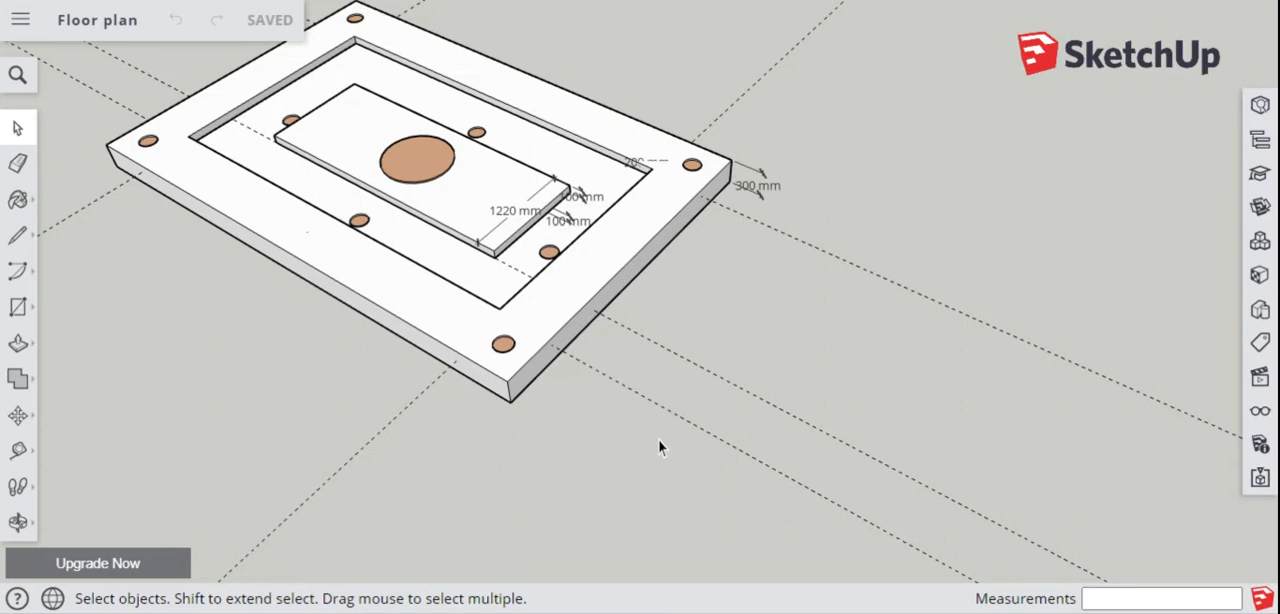 Floor plan
SAVED
SketchUp
300 mm
1220 mm
100 mm
Upgrade Now
Select objects. Shift to extend select. Drag mouse to select multiple.
Measurements